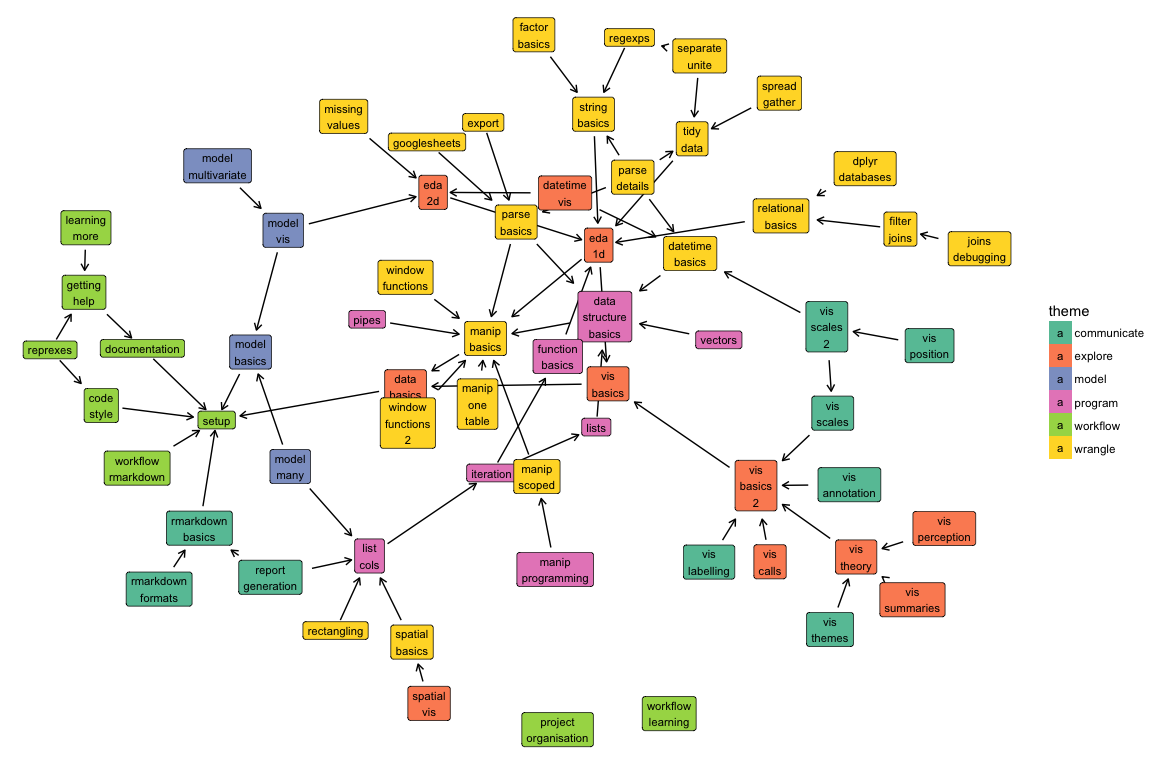 factor
basics
regexps
separate
unite
spread
gather
missing
values
export
string
basics
googlesheets
tidy
data
model
multivariate
dplyr
databases
parse
details
eda
2d
datetime
vis
learning
more
model
vis
parse
basics
relational
basics
filter
joins
joins
debugging
eda
1d
datetime
basics
getting
help
window
functions
data
structure
basics
theme
pipes
vis
scales
2
a communicate
reprexes
documentation
model
basics
manip
basics
function
basics
vectors
vis
position
a explore
a model
data
basics
vis
basics
a program
code
style
window
functions
2
manip
one
table
vis
scales
a workflow
setup
lists
a wrangle
workflow
rmarkdown
model
many
iteration
manip
scoped
vis
basics
2
vis
annotation
rmarkdown
basics
vis
perception
list
cols
vis
labelling
vis
calls
vis
theory
rmarkdown
formats
report
generation
manip
programming
vis
summaries
rectangling
spatial
basics
vis
themes
spatial
vis
project
organisation
workflow
learning